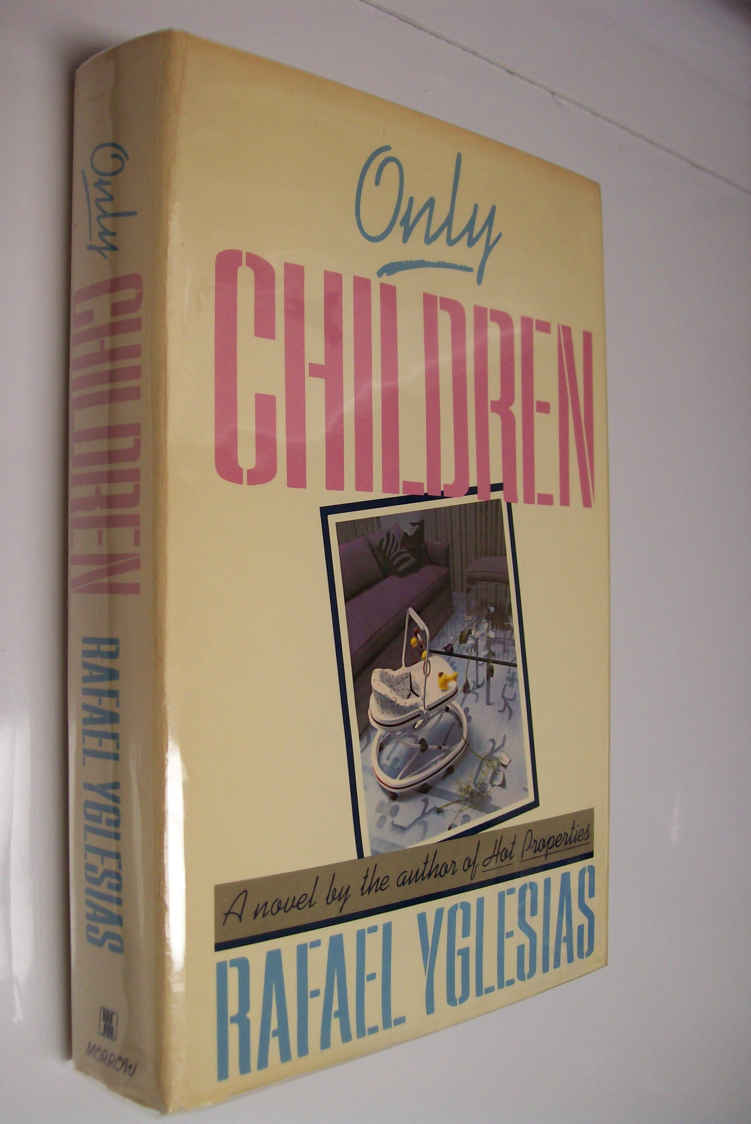 Only
CHILDREN
A novel by the author of Hot Properties
RAFAEL YGLESIAS
Only
CHILDREN
RAFAEL YGLESIAS
MORROW